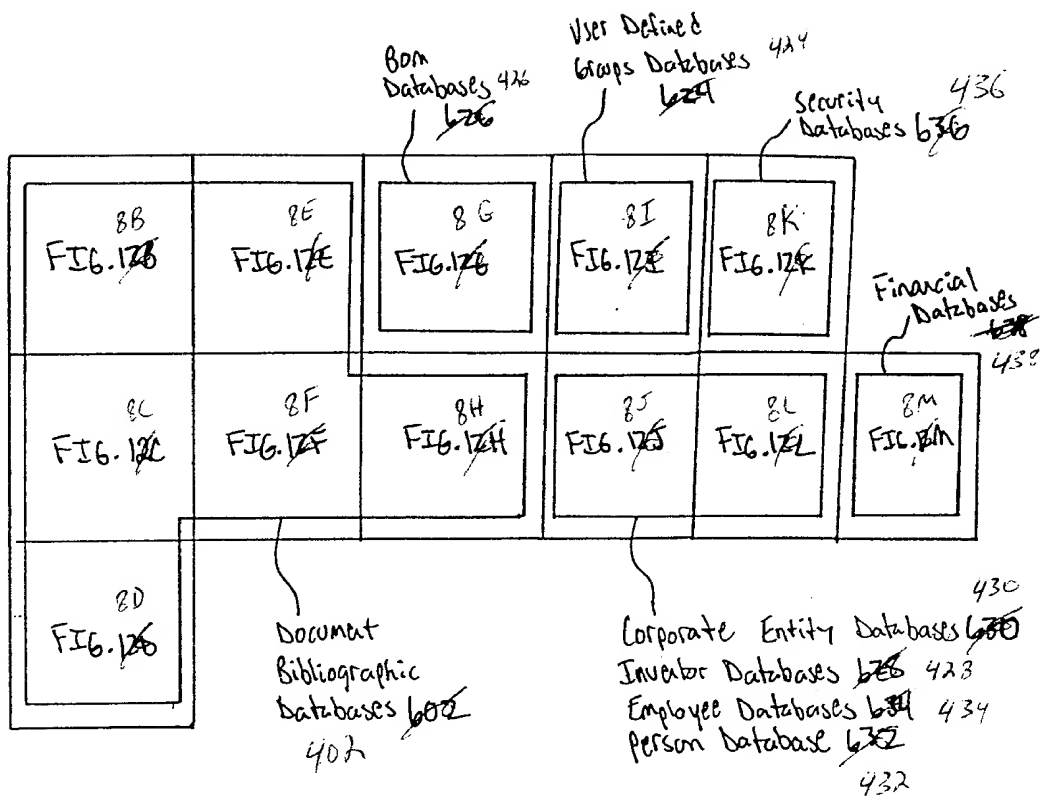 Bom
Databases 426
626
User Defined
Groups Databases 424
624
436
Security
Databases 636
8B
FIG. 12B
8E
FIG. 12E
8G
FIG. 12G
8I
FIG. 12I
8K
FIG. 12K
Financial
Databases
638
438
8C
FIG. 12C
8F
FIG. 12F
8H
FIG. 12H
8J
FIG. 12J
8L
FIG. 12L
8M
FIG. 12M
8D
FIG. 12D
Document
Bibliographic
Databases 602
402
430
Corporate Entity Databases 630
Inventor Databases 628 428
Employee Databases 634 434
Person Database 632
432